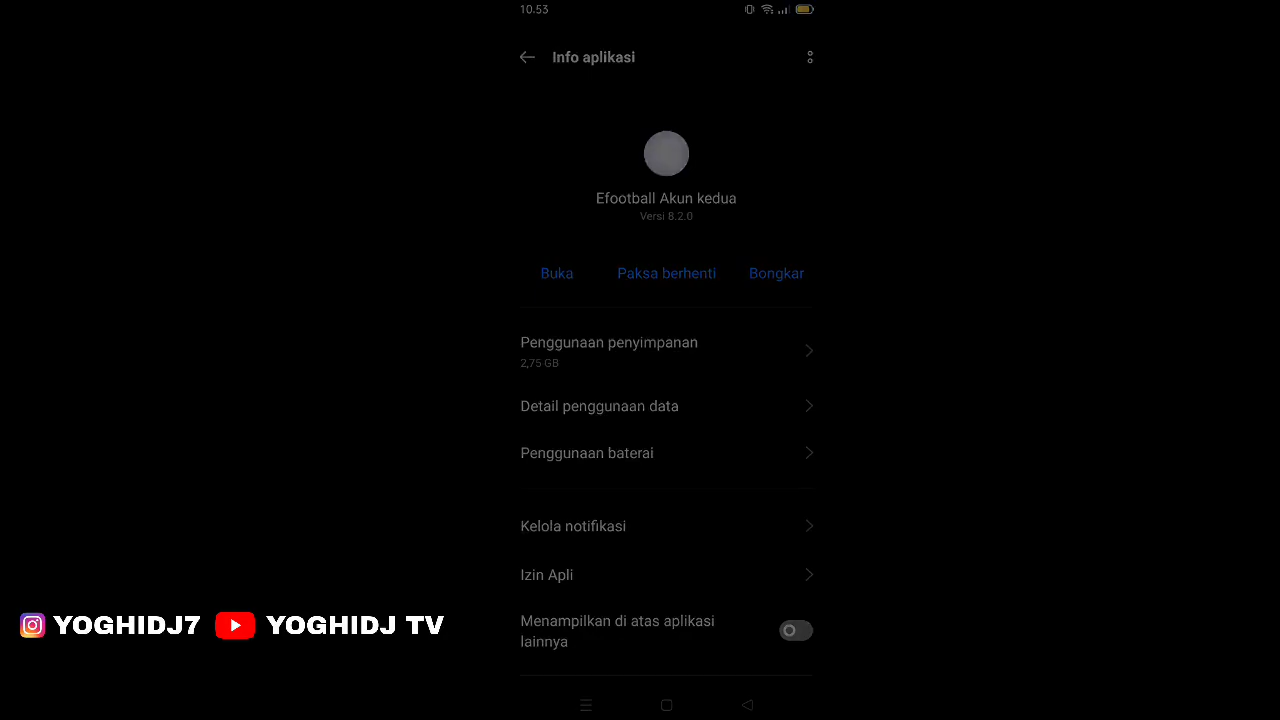 10.53
Info aplikasi
Efootball Akun kedua
Versi 8.2.0
Buka Paksa berhenti Bongkar
Penggunaan penyimpanan
2,75 GB
Detail penggunaan data
Penggunaan baterai
Kelola notifikasi
Izin Apli
Menampilkan di atas aplikasi
lainnya
YOGHIDJ7 YOGHIDJ TV